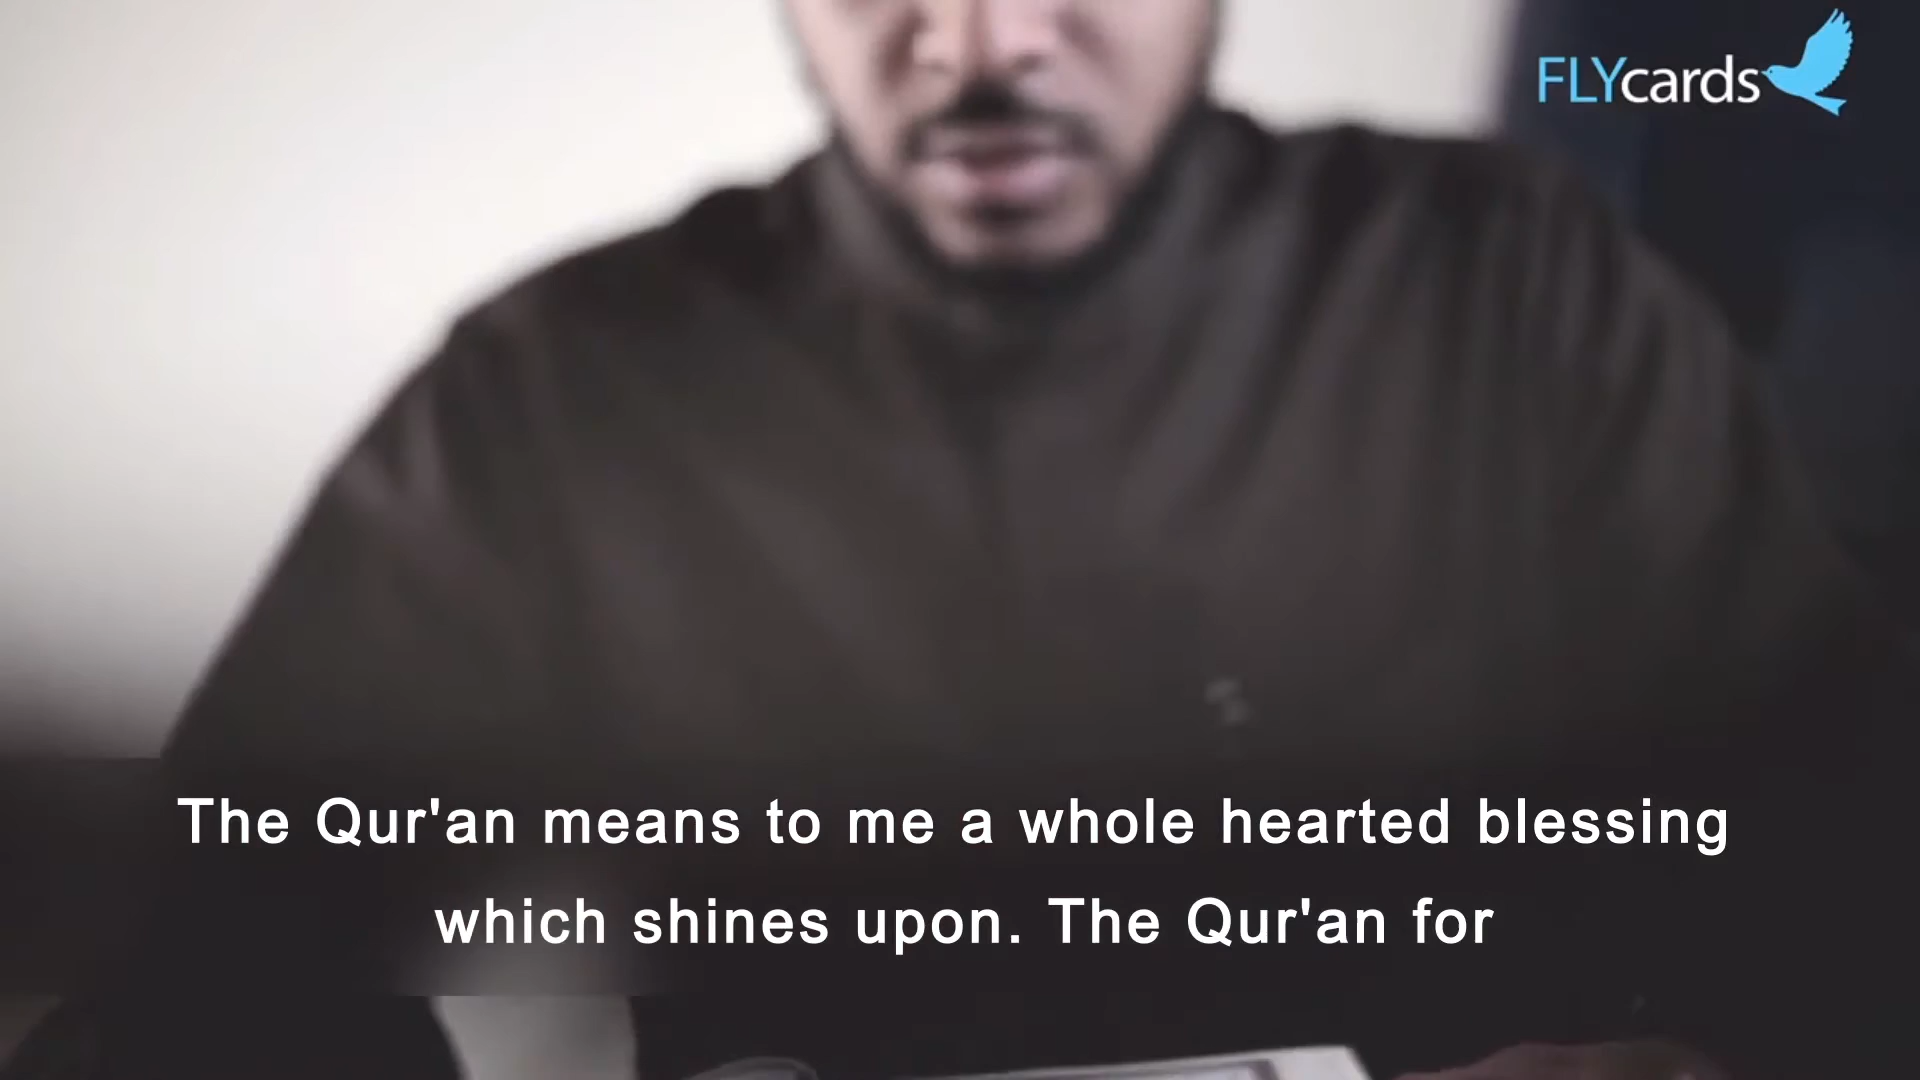 FLYcards
The Qur'an means to me a whole hearted blessing
which shines upon. The Qur'an for